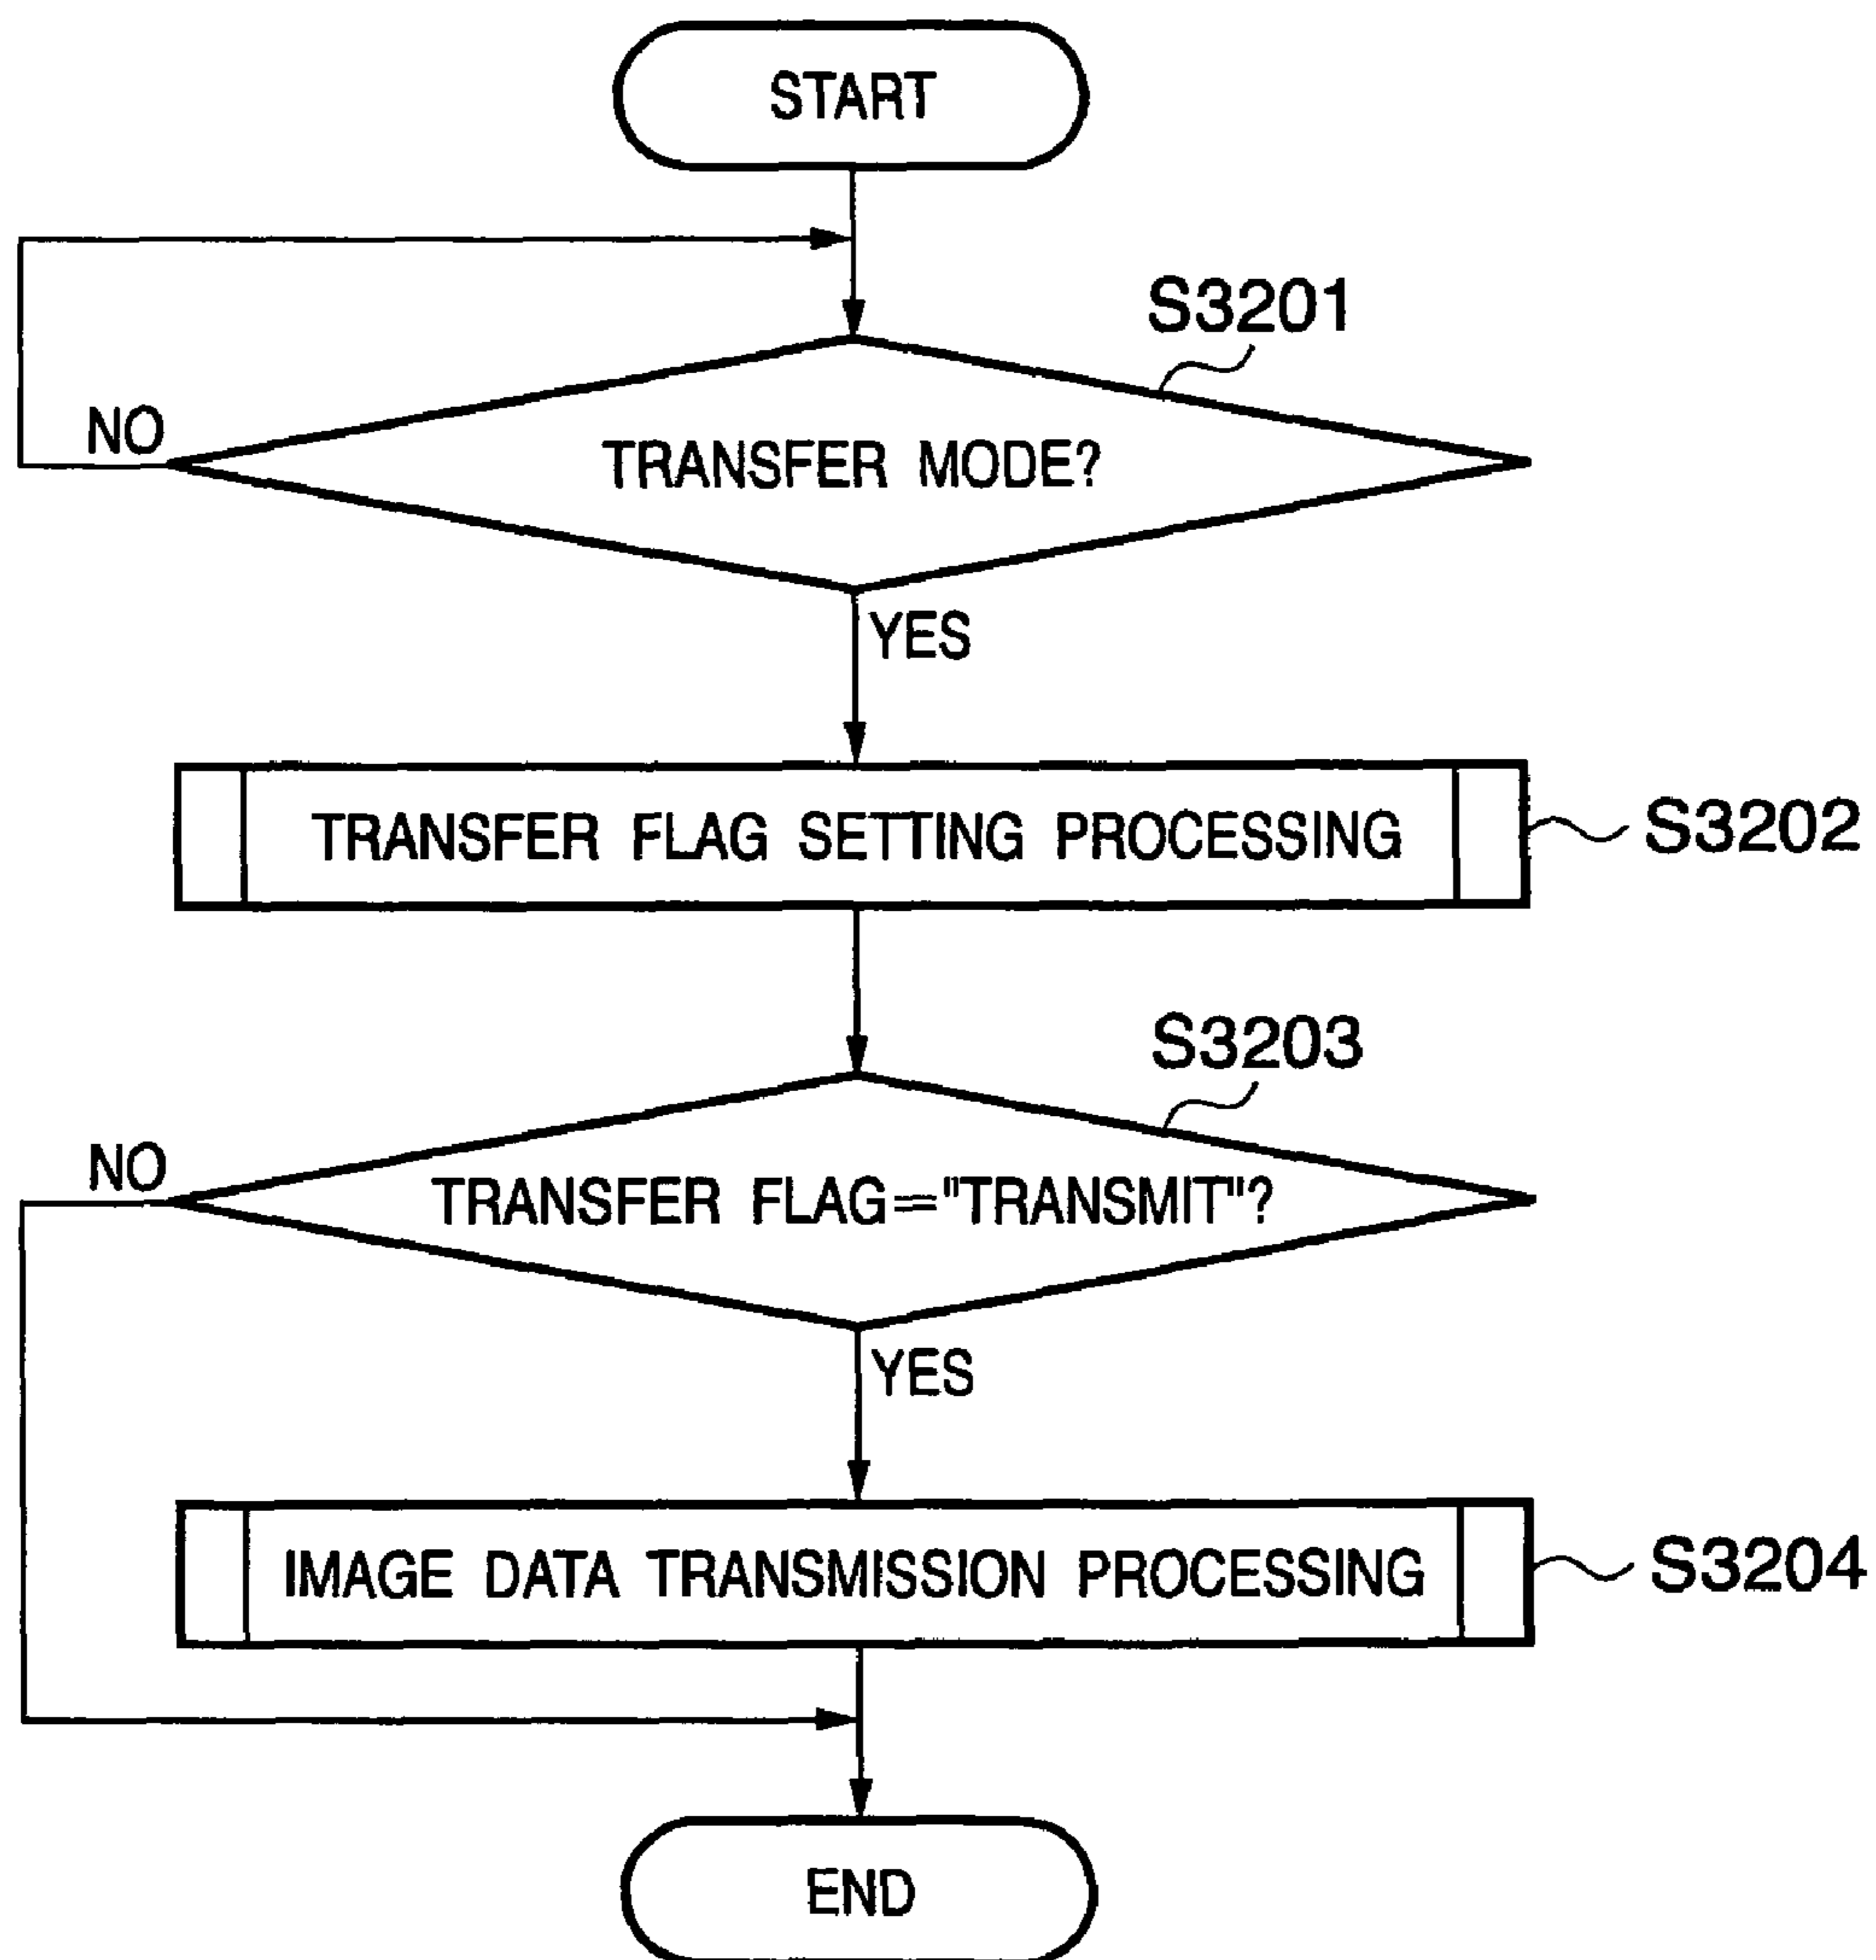 START
S3201
NO
TRANSFER MODE?
YES
TRANSFER FLAG SETTING PROCESSING
S3202
S3203
NO
TRANSFER FLAG="TRANSMIT"?
YES
IMAGE DATA TRANSMISSION PROCESSING
S3204
END